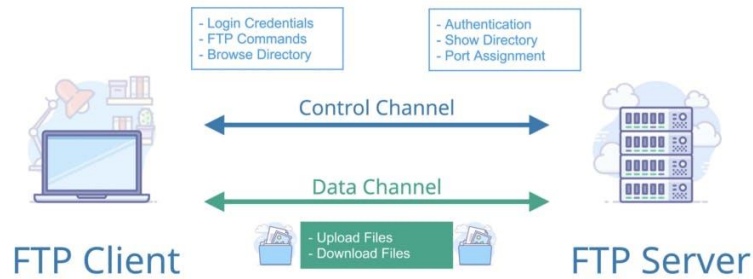 - Login Credentials
- FTP Commands
- Browse Directory
- Authentication
- Show Directory
- Port Assignment
Control Channel
Data Channel
- Upload Files
- Download Files
FTP Client
FTP Server